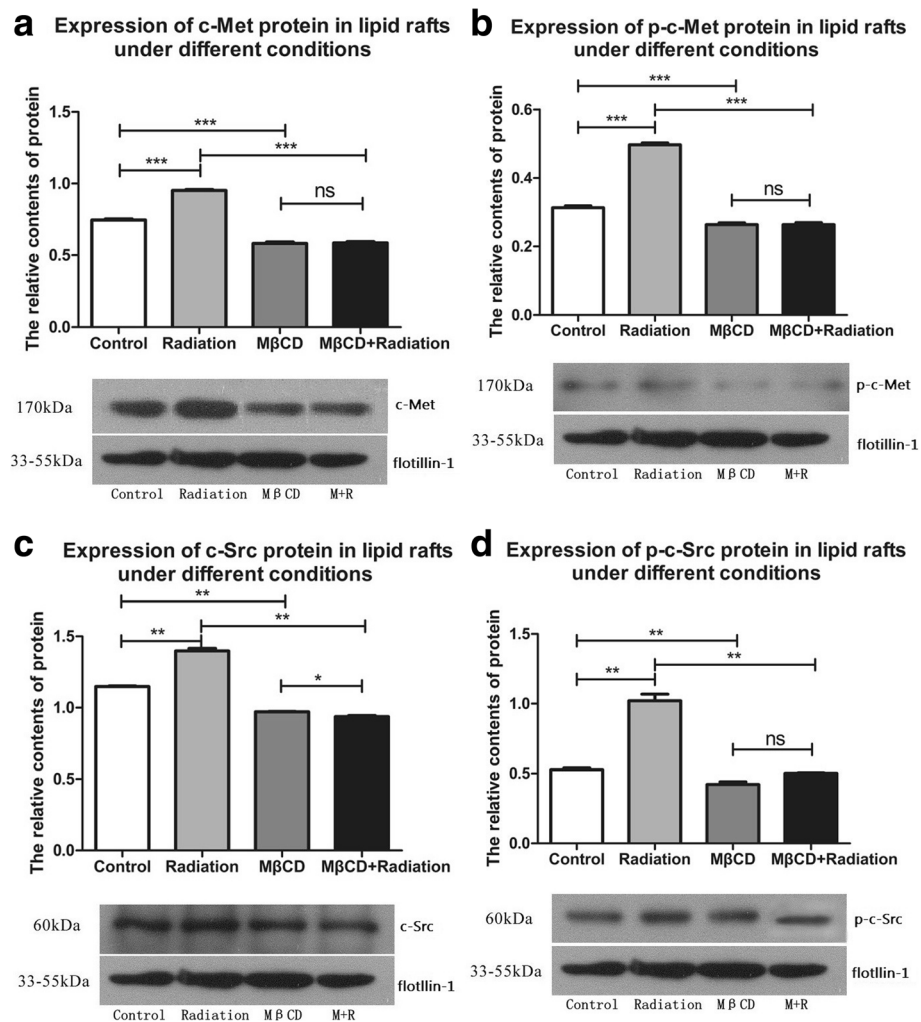 a
Expression of c-Met protein in lipid rafts
under different conditions
The relative contents of protein
1.5
1.0
0.5
0.0
***
***
***
ns
Control Radiation MβCD MβCD+Radiation
170kDa
c-Met
33-55kDa
flotillin-1
Control Radiation MβCD M+R
b
Expression of p-c-Met protein in lipid rafts
under different conditions
The relative contents of protein
0.6
0.4
0.2
0.0
***
***
***
ns
Control Radiation MβCD MβCD+Radiation
170kDa
p-c-Met
33-55kDa
flotillin-1
Control Radiation MβCD M+R
c
Expression of c-Src protein in lipid rafts
under different conditions
The relative contents of protein
1.5
1.0
0.5
0.0
**
**
**
*
Control Radiation MβCD MβCD+Radiation
60kDa
c-Src
33-55kDa
flotllin-1
Control Radiation MβCD M+R
d
Expression of p-c-Src protein in lipid rafts
under different conditions
The relative contents of protein
1.5
1.0
0.5
0.0
**
**
**
ns
Control Radiation MβCD MβCD+Radiation
60kDa
p-c-Src
33-55kDa
flotllin-1
Control Radiation MβCD M+R